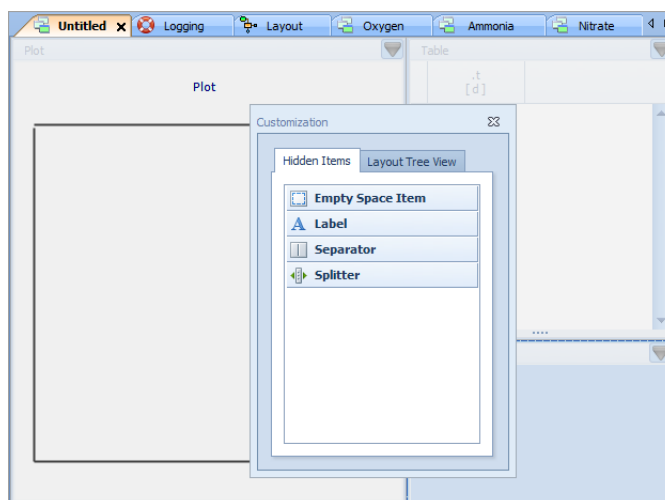 Untitled Logging Layout Oxygen Ammonia Nitrate
Plot Table
Plot
.t
[d]
Customization
Hidden Items Layout Tree View
Empty Space Item
Label
Separator
Splitter